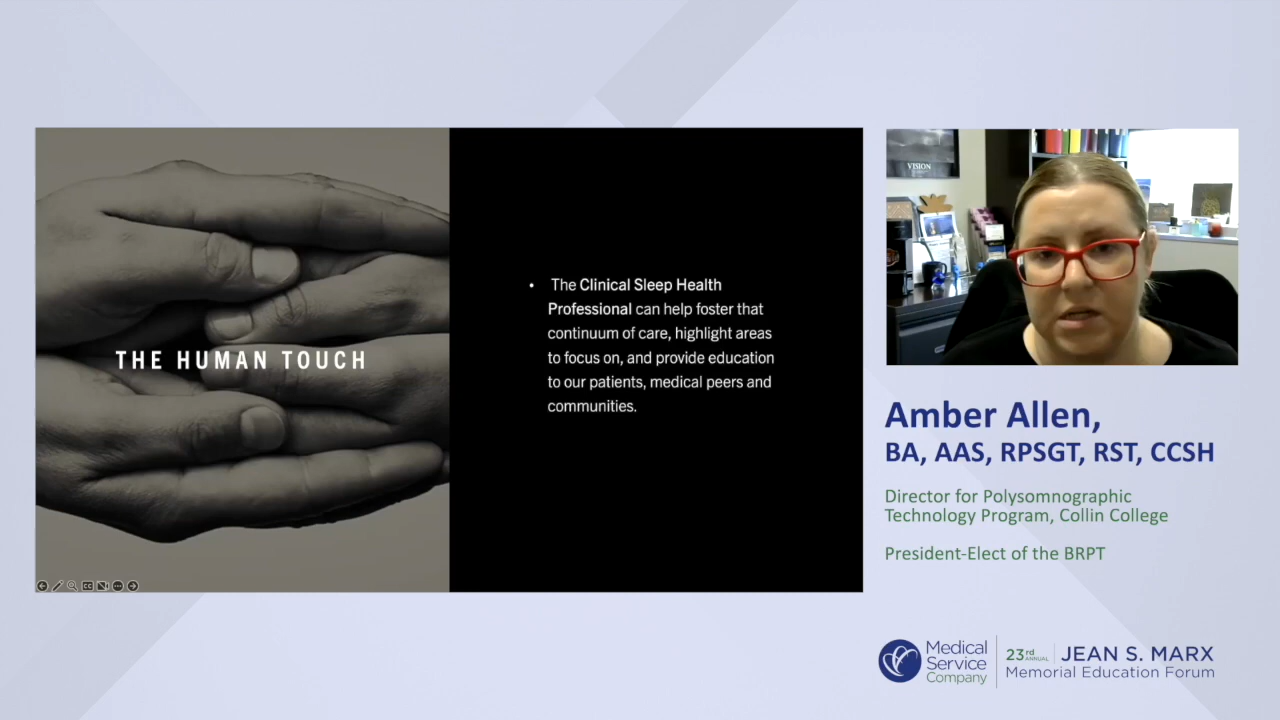 THE HUMAN TOUCH
• The Clinical Sleep Health
Professional can help foster that
continuum of care, highlight areas
to focus on, and provide education
to our patients, medical peers and
communities.
CC
VISION
Amber Allen,
BA, AAS, RPSGT, RST, CCSH
Director for Polysomnographic
Technology Program, Collin College
President-Elect of the BRPT
Medical
Service
Company
23rd ANNUAL JEAN S. MARX
Memorial Education Forum